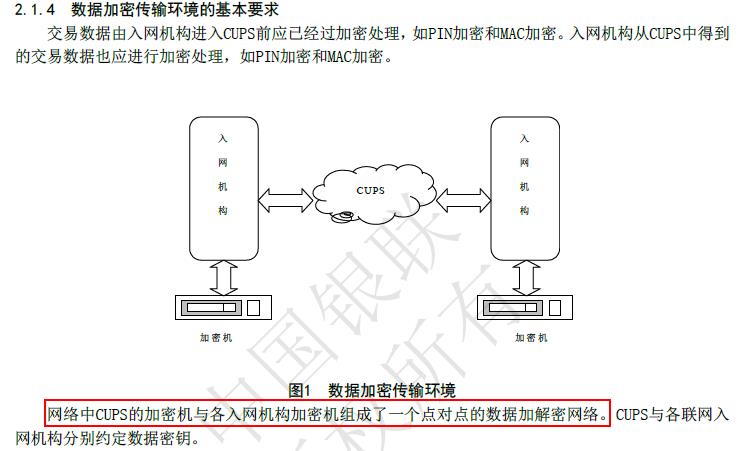 2.1.4 数据加密传输环境的基本要求
交易数据由入网机构进入CUPS前应已经过加密处理，如PIN加密和MAC加密。入网机构从CUPS中得到
的交易数据也应进行加密处理，如PIN加密和MAC加密。
入网机构
CUPS
入网机构
加密机
加密机
中国银联
版权所有
图1 数据加密传输环境
网络中CUPS的加密机与各入网机构加密机组成了一个点对点的数据加解密网络。CUPS与各联网入
网机构分别约定数据密钥。